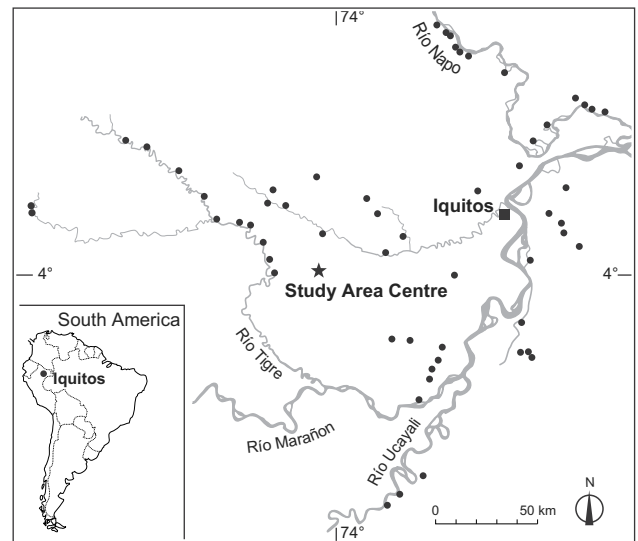 74°
Río Napo
Iquitos
4°
4°
Study Area Centre
South America
Iquitos
Río Tigre
Río Marañon
Río Ucayali
N
0 50 km
74°